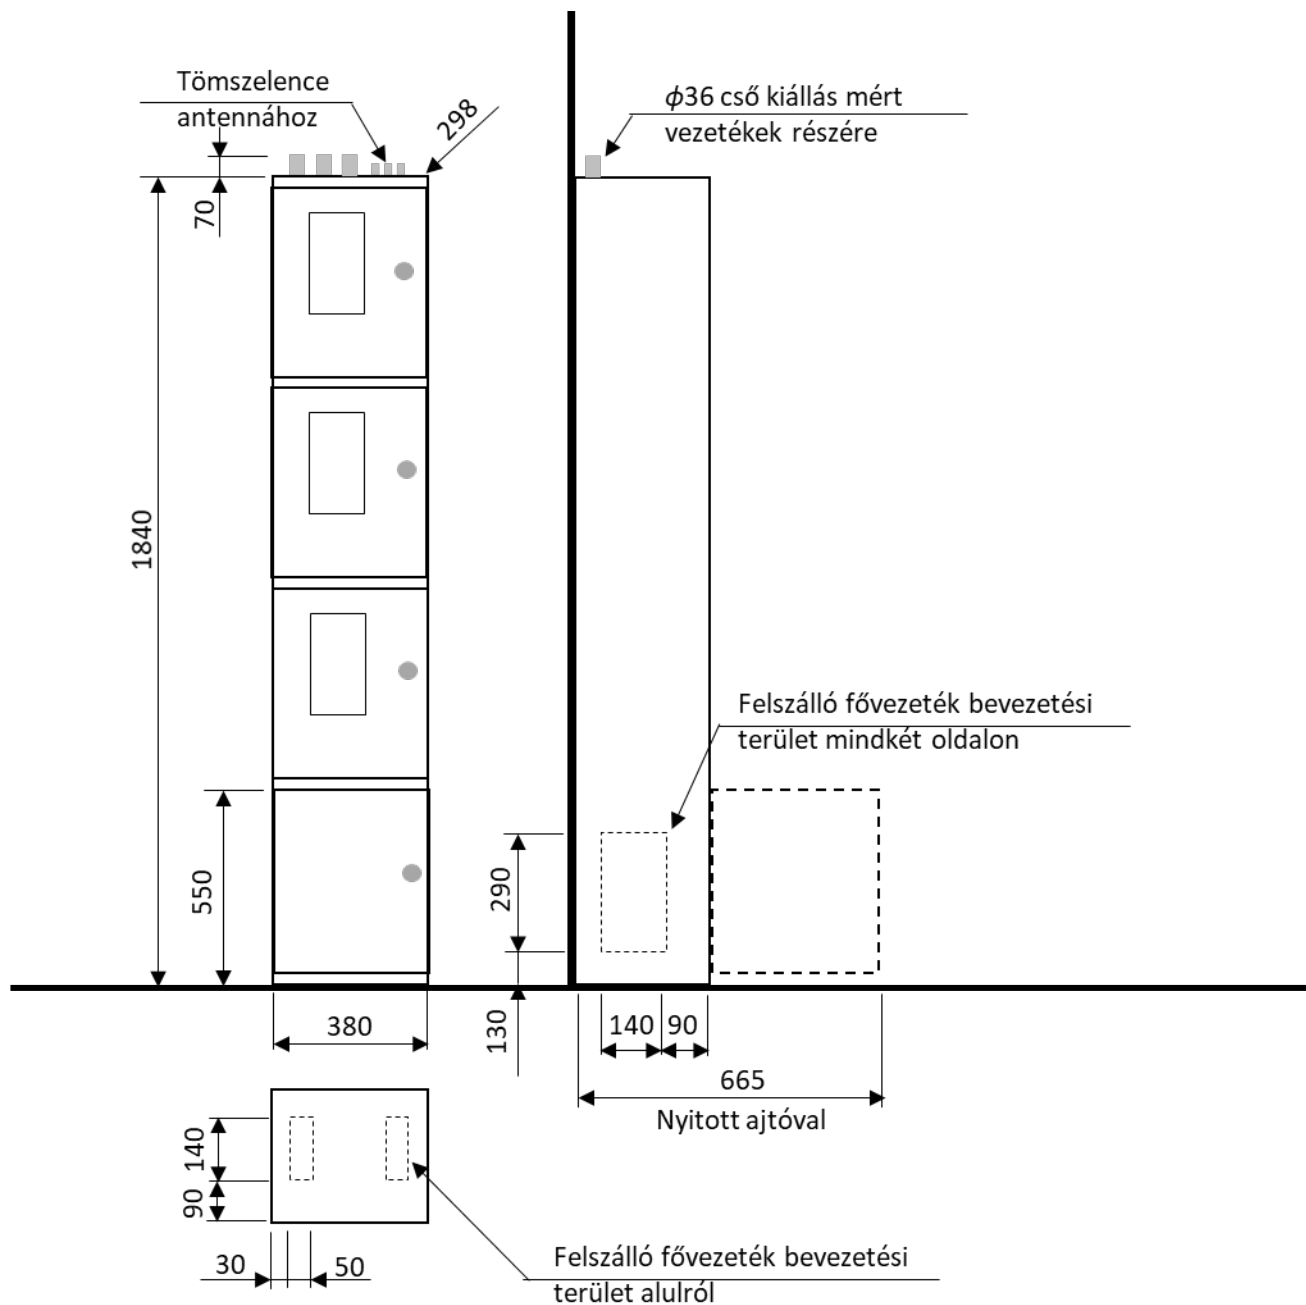 Tömszelence
antennához
298
ϕ36 cső kiállás mért
vezetékek részére
70
1840
Felszálló fővezeték bevezetési
terület mindkét oldalon
550
290
130
380
140
90
665
Nyitott ajtóval
140
90
30
50
Felszálló fővezeték bevezetési
terület alulról